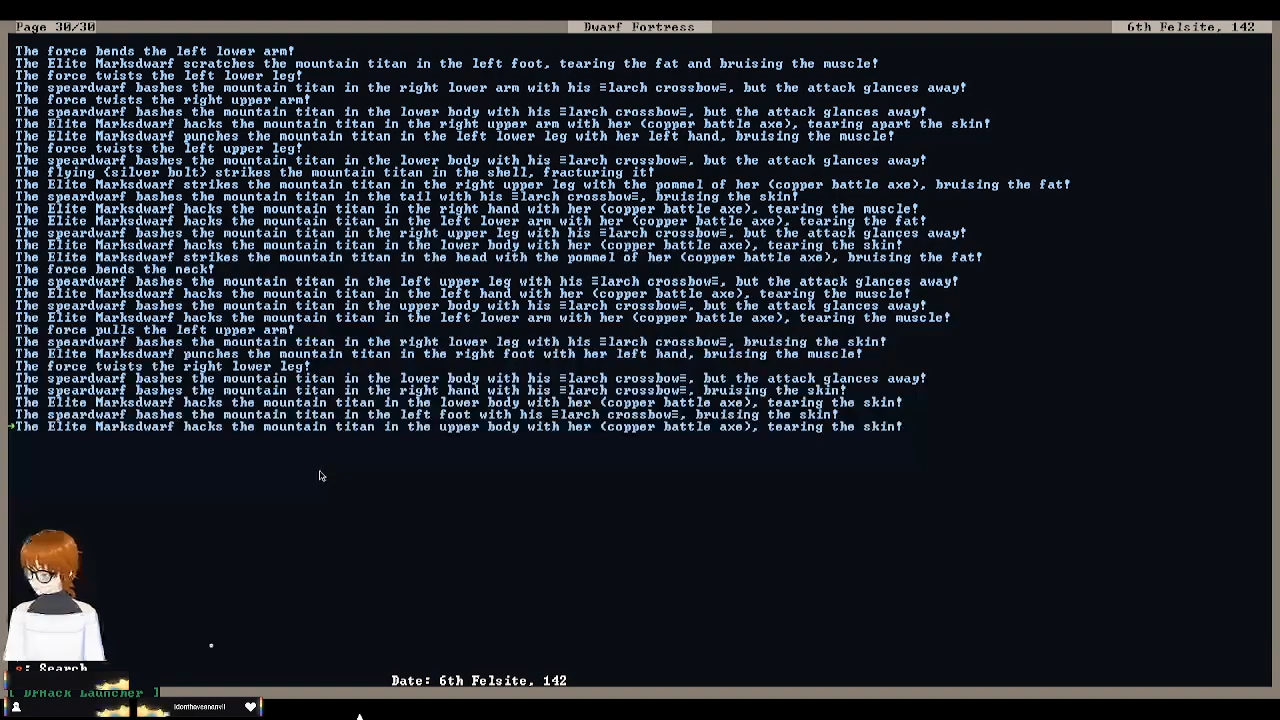 Page 30/30
Dwarf Fortress
6th Felsite, 142
The force bends the left lower arm!
The Elite Marksdwarf scratches the mountain titan in the left foot, tearing the fat and bruising the muscle!
The force twists the left lower leg!
The speardwarf bashes the mountain titan in the right lower arm with his ≡larch crossbow≡, but the attack glances away!
The force twists the right upper arm!
The speardwarf bashes the mountain titan in the lower body with his ≡larch crossbow≡, but the attack glances away!
The Elite Marksdwarf hacks the mountain titan in the right upper arm with her (copper battle axe), tearing apart the skin!
The Elite Marksdwarf punches the mountain titan in the left lower leg with her left hand, bruising the muscle!
The force twists the left upper leg!
The speardwarf bashes the mountain titan in the lower body with his ≡larch crossbow≡, but the attack glances away!
The flying {silver bolt} strikes the mountain titan in the shell, fracturing it!
The Elite Marksdwarf strikes the mountain titan in the right upper leg with the pommel of her (copper battle axe), bruising the fat!
The speardwarf bashes the mountain titan in the tail with his ≡larch crossbow≡, bruising the skin!
The Elite Marksdwarf hacks the mountain titan in the right hand with her (copper battle axe), tearing the muscle!
The Elite Marksdwarf hacks the mountain titan in the left lower arm with her (copper battle axe), tearing the fat!
The speardwarf bashes the mountain titan in the right upper leg with his ≡larch crossbow≡, but the attack glances away!
The Elite Marksdwarf hacks the mountain titan in the lower body with her (copper battle axe), tearing the skin!
The Elite Marksdwarf strikes the mountain titan in the head with the pommel of her (copper battle axe), bruising the fat!
The force bends the neck!
The speardwarf bashes the mountain titan in the left upper leg with his ≡larch crossbow≡, but the attack glances away!
The Elite Marksdwarf hacks the mountain titan in the left hand with her (copper battle axe), tearing the muscle!
The speardwarf bashes the mountain titan in the upper body with his ≡larch crossbow≡, but the attack glances away!
The Elite Marksdwarf hacks the mountain titan in the left lower arm with her (copper battle axe), tearing the muscle!
The force pulls the left upper arm!
The speardwarf bashes the mountain titan in the right lower leg with his ≡larch crossbow≡, bruising the skin!
The Elite Marksdwarf punches the mountain titan in the right foot with her left hand, bruising the muscle!
The force twists the right lower leg!
The speardwarf bashes the mountain titan in the lower body with his ≡larch crossbow≡, but the attack glances away!
The speardwarf bashes the mountain titan in the right hand with his ≡larch crossbow≡, bruising the skin!
The Elite Marksdwarf hacks the mountain titan in the lower body with her (copper battle axe), tearing the skin!
The speardwarf bashes the mountain titan in the left foot with his ≡larch crossbow≡, bruising the skin!
The Elite Marksdwarf hacks the mountain titan in the upper body with her (copper battle axe), tearing the skin!
: Search
Date: 6th Felsite, 142
[ DFHack Launcher ]
idonthaveenanvil